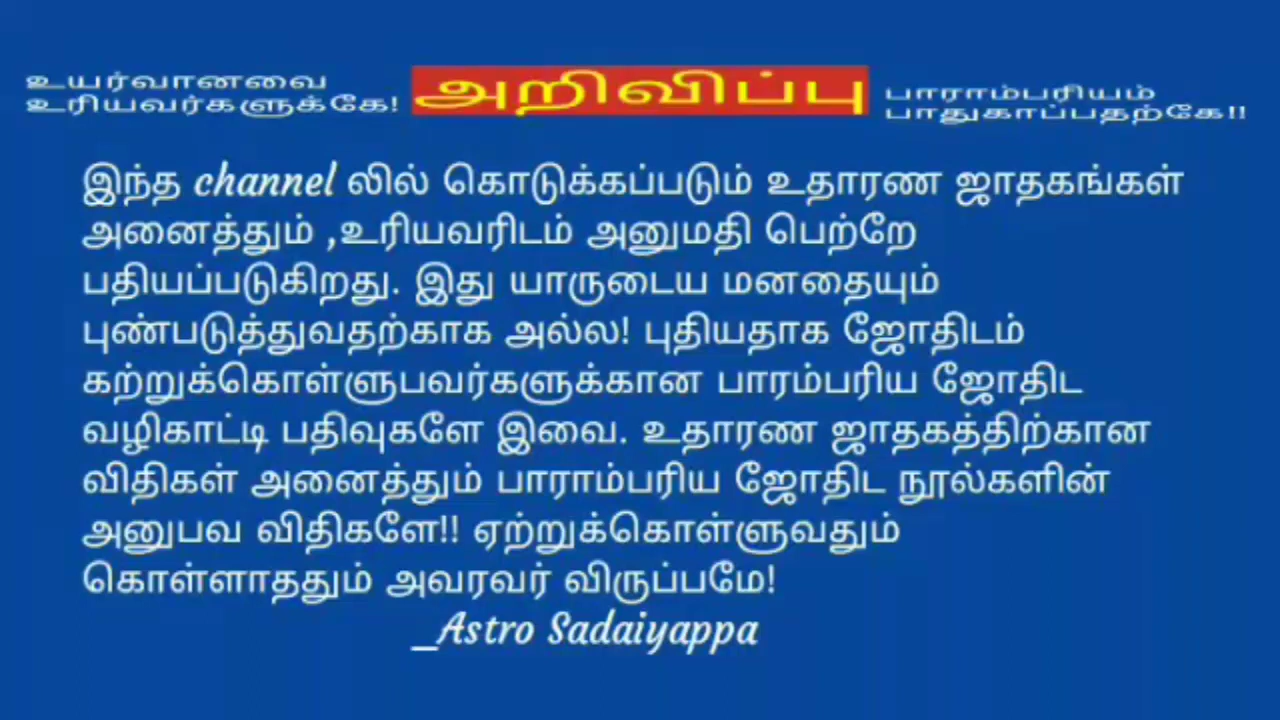 உயர்வானவை
உரியவர்களுக்கே!
அறிவிப்பு
பாராம்பரியம்
பாதுகாப்பதற்கே!!
இந்த channel லில் கொடுக்கப்படும் உதாரண ஜாதகங்கள்
அனைத்தும் ,உரியவரிடம் அனுமதி பெற்றே
பதியப்படுகிறது. இது யாருடைய மனதையும்
புண்படுத்துவதற்காக அல்ல! புதியதாக ஜோதிடம்
கற்றுக்கொள்ளுபவர்களுக்கான பாரம்பரிய ஜோதிட
வழிகாட்டி பதிவுகளே இவை. உதாரண ஜாதகத்திற்கான
விதிகள் அனைத்தும் பாராம்பரிய ஜோதிட நூல்களின்
அனுபவ விதிகளே!! ஏற்றுக்கொள்ளுவதும்
கொள்ளாததும் அவரவர் விருப்பமே!
_Astro Sadaiyappa